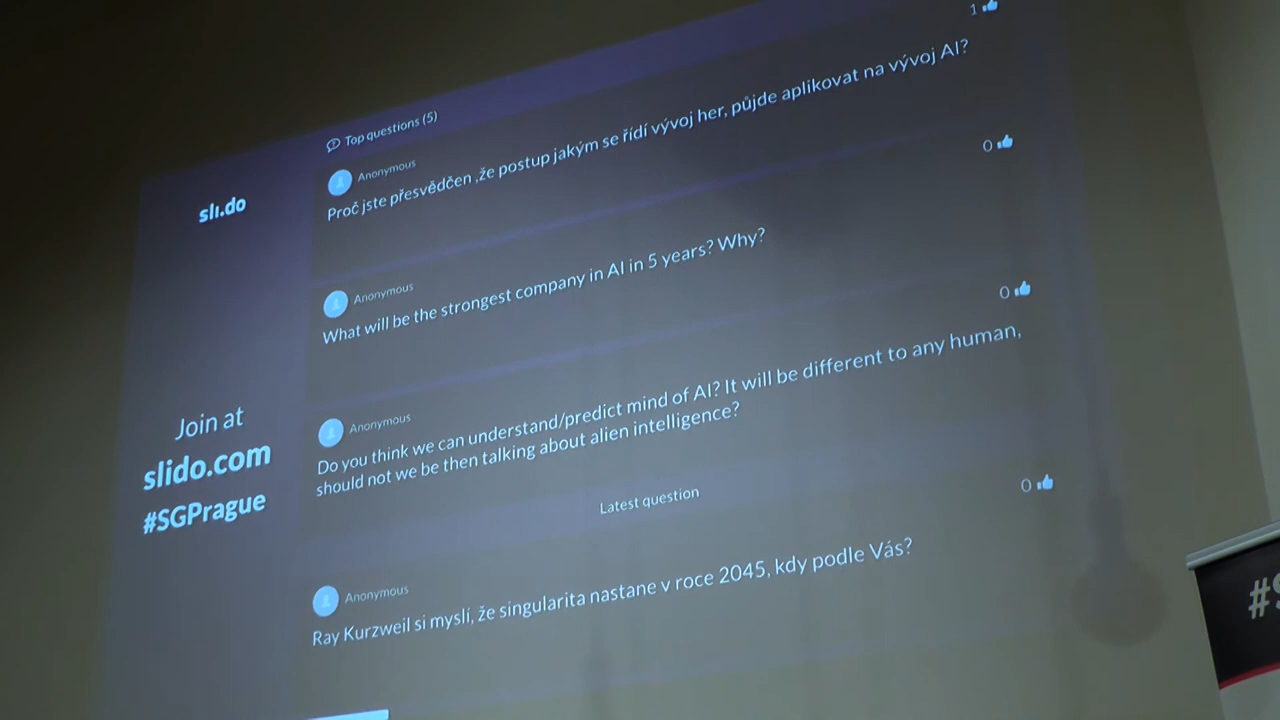 Top questions (5)
1
Anonymous
Proč jste přesvědčen ,že postup jakým se řídí vývoj her, půjde aplikovat na vývoj AI?
0
Anonymous
What will be the strongest company in AI in 5 years? Why?
0
Anonymous
Do you think we can understand/predict mind of AI? It will be different to any human,
should not we be then talking about alien intelligence?
Latest question
0
Anonymous
Ray Kurzweil si myslí, že singularita nastane v roce 2045, kdy podle Vás?
sli.do
Join at
slido.com
#SGPrague